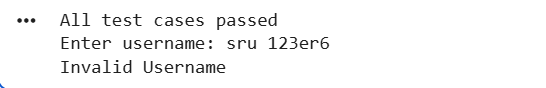 All test cases passed
Enter username: sru 123er6
Invalid Username